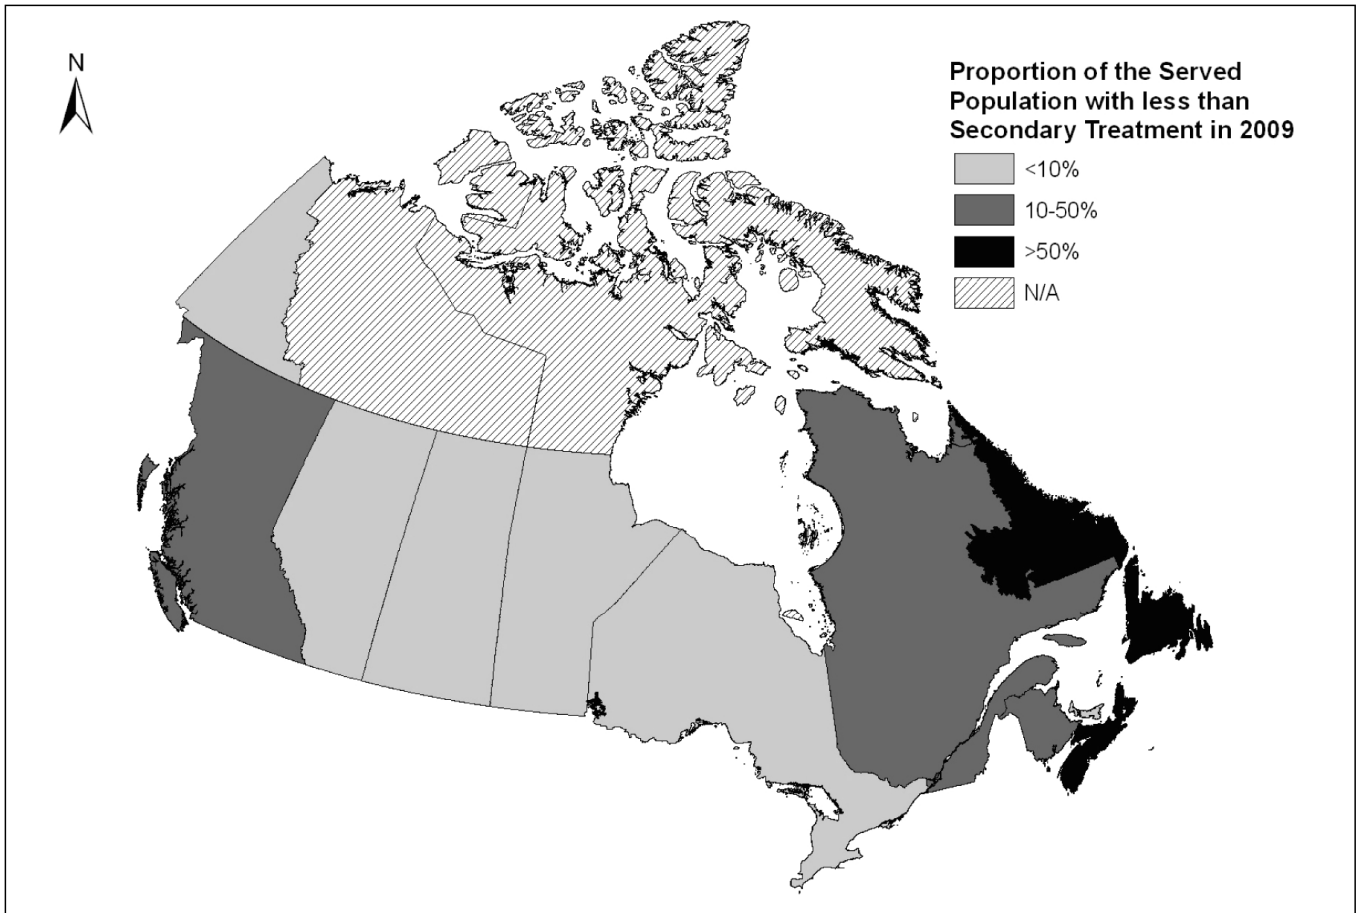 N
Proportion of the Served
Population with less than
Secondary Treatment in 2009
<10%
10-50%
>50%
N/A